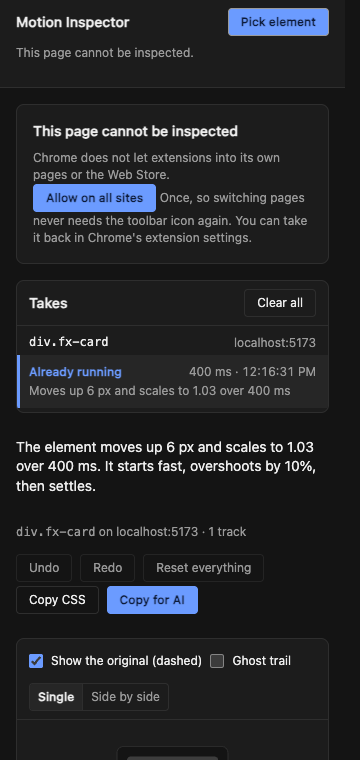 Motion Inspector
Pick element
This page cannot be inspected.
This page cannot be inspected
Chrome does not let extensions into its own
pages or the Web Store.
Allow on all sites Once, so switching pages
never needs the toolbar icon again. You can take
it back in Chrome's extension settings.
Takes
Clear all
div.fx-card
localhost:5173
Already running
400 ms · 12:16:31 PM
Moves up 6 px and scales to 1.03 over 400 ms
The element moves up 6 px and scales to 1.03
over 400 ms. It starts fast, overshoots by 10%,
then settles.
div.fx-card on localhost:5173 · 1 track
Undo
Redo
Reset everything
Copy CSS
Copy for AI
Show the original (dashed)
Ghost trail
Single
Side by side